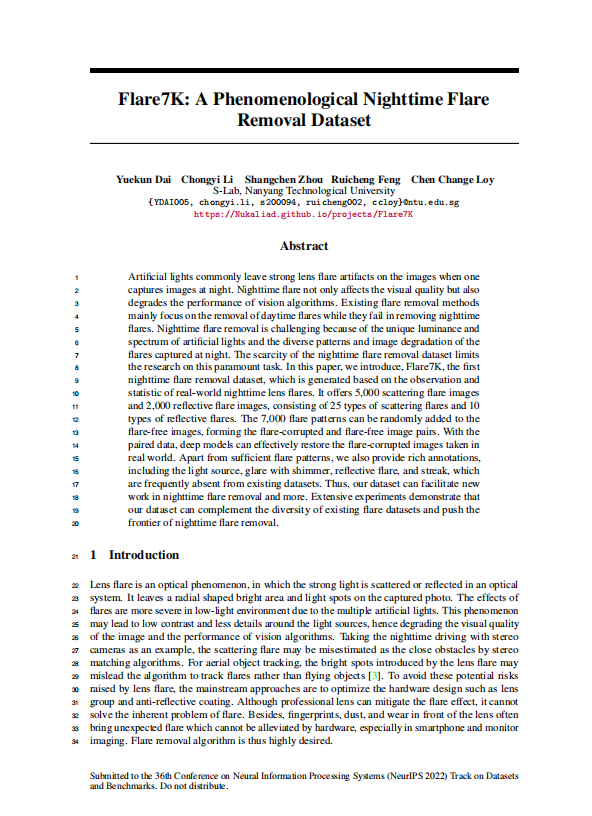 Flare7K: A Phenomenological Nighttime Flare
Removal Dataset
Yuekun Dai Chongyi Li Shangchen Zhou Ruicheng Feng Chen Change Loy
S-Lab, Nanyang Technological University
{YDAI005, chongyi.li, s200094, ruicheng002, ccloy}@ntu.edu.sg
https://Nukaliad.github.io/projects/Flare7K
Abstract
1 Artificial lights commonly leave strong lens flare artifacts on the images when one
2 captures images at night. Nighttime flare not only affects the visual quality but also
3 degrades the performance of vision algorithms. Existing flare removal methods
4 mainly focus on the removal of daytime flares while they fail in removing nighttime
5 flares. Nighttime flare removal is challenging because of the unique luminance and
6 spectrum of artificial lights and the diverse patterns and image degradation of the
7 flares captured at night. The scarcity of the nighttime flare removal dataset limits
8 the research on this paramount task. In this paper, we introduce, Flare7K, the first
9 nighttime flare removal dataset, which is generated based on the observation and
10 statistic of real-world nighttime lens flares. It offers 5,000 scattering flare images
11 and 2,000 reflective flare images, consisting of 25 types of scattering flares and 10
12 types of reflective flares. The 7,000 flare patterns can be randomly added to the
13 flare-free images, forming the flare-corrupted and flare-free image pairs. With the
14 paired data, deep models can effectively restore the flare-corrupted images taken in
15 real world. Apart from sufficient flare patterns, we also provide rich annotations,
16 including the light source, glare with shimmer, reflective flare, and streak, which
17 are frequently absent from existing datasets. Thus, our dataset can facilitate new
18 work in nighttime flare removal and more. Extensive experiments demonstrate that
19 our dataset can complement the diversity of existing flare datasets and push the
20 frontier of nighttime flare removal.
21 1 Introduction
22 Lens flare is an optical phenomenon, in which the strong light is scattered or reflected in an optical
23 system. It leaves a radial shaped bright area and light spots on the captured photo. The effects of
24 flares are more severe in low-light environment due to the multiple artificial lights. This phenomenon
25 may lead to low contrast and less details around the light sources, hence degrading the visual quality
26 of the image and the performance of vision algorithms. Taking the nighttime driving with stereo
27 cameras as an example, the scattering flare may be misestimated as the close obstacles by stereo
28 matching algorithms. For aerial object tracking, the bright spots introduced by the lens flare may
29 mislead the algorithm to track flares rather than flying objects [3]. To avoid these potential risks
30 raised by lens flare, the mainstream approaches are to optimize the hardware design such as lens
31 group and anti-reflective coating. Although professional lens can mitigate the flare effect, it cannot
32 solve the inherent problem of flare. Besides, fingerprints, dust, and wear in front of the lens often
33 bring unexpected flare which cannot be alleviated by hardware, especially in smartphone and monitor
34 imaging. Flare removal algorithm is thus highly desired.
Submitted to the 36th Conference on Neural Information Processing Systems (NeurIPS 2022) Track on Datasets
and Benchmarks. Do not distribute.